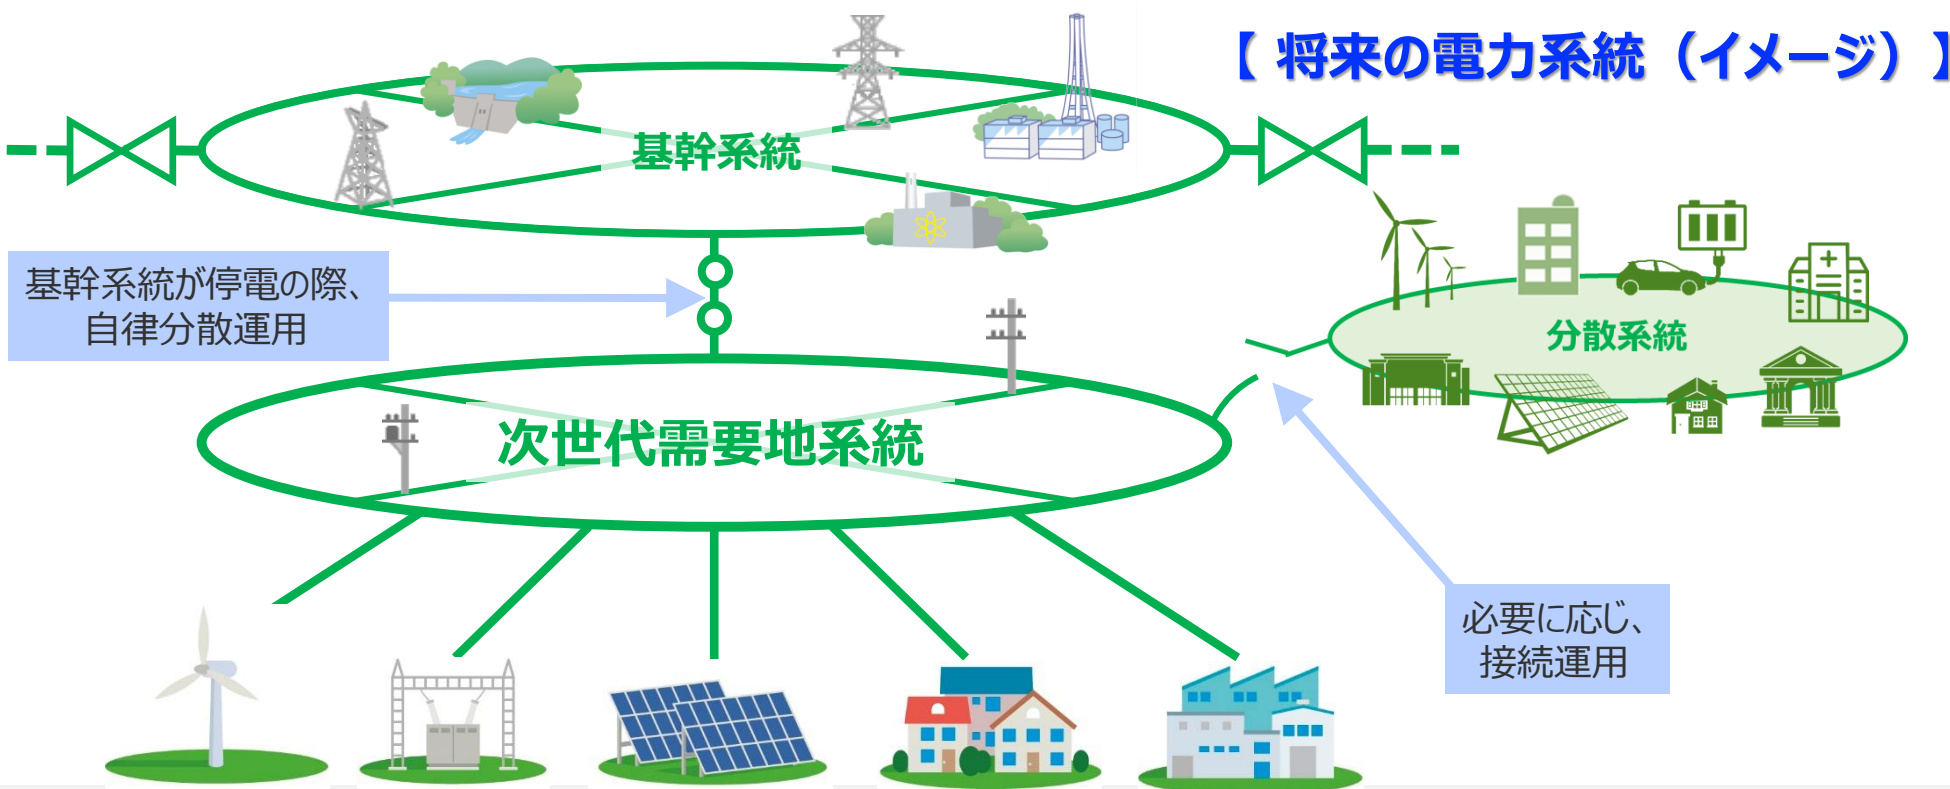 【 将来の電力系統（イメージ）】
基幹系統
基幹系統が停電の際、
自律分散運用
分散系統
次世代需要地系統
必要に応じ、
接続運用